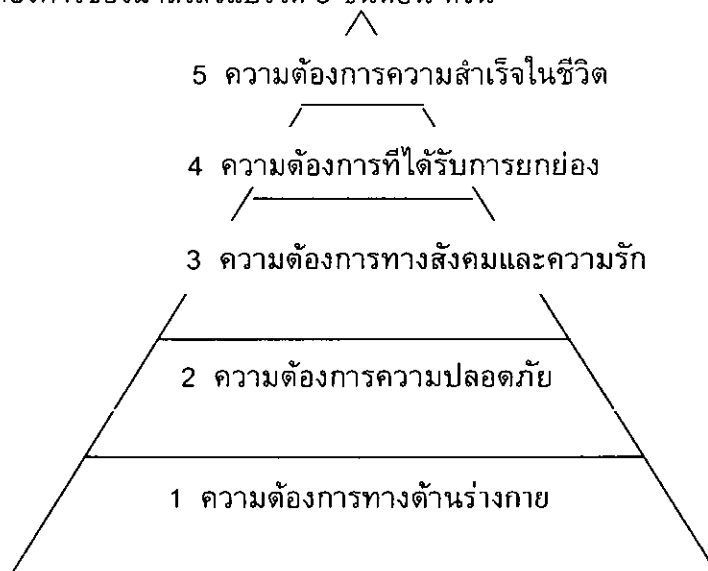 5 ความต้องการความสำเร็จในชีวิต
4 ความต้องการที่ได้รับการยกย่อง
3 ความต้องการทางสังคมและความรัก
2 ความต้องการความปลอดภัย
1 ความต้องการทางด้านร่างกาย